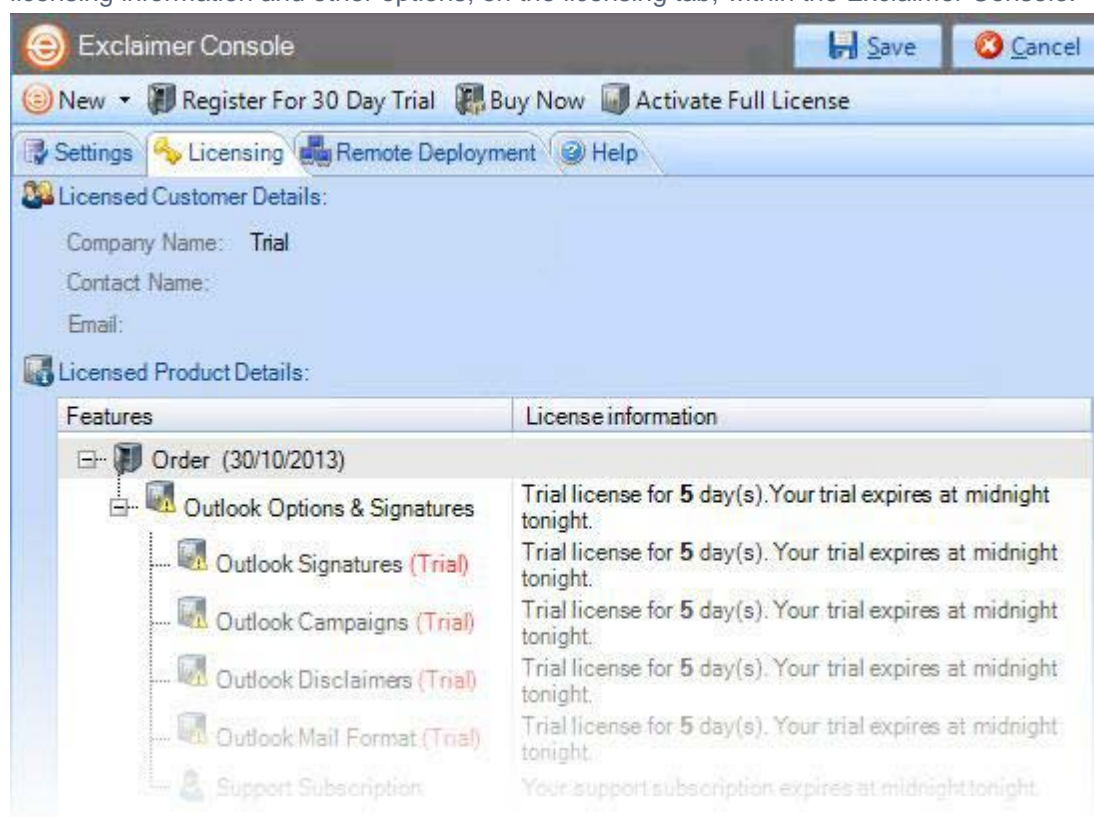 licensing information and other options, on the licensing tab, within the Exclaimer Console.
Exclaimer Console Save Cancel
New Register For 30 Day Trial Buy Now Activate Full License
Settings Licensing Remote Deployment Help
Licensed Customer Details:
Company Name: Trial
Contact Name:
Email:
Licensed Product Details:
Features License information
Order (30/10/2013)
Outlook Options & Signatures Trial license for 5 day(s).Your trial expires at midnight
tonight.
Outlook Signatures (Trial) Trial license for 5 day(s). Your trial expires at midnight
tonight.
Outlook Campaigns (Trial) Trial license for 5 day(s). Your trial expires at midnight
tonight.
Outlook Disclaimers (Trial) Trial license for 5 day(s). Your trial expires at midnight
tonight.
Outlook Mail Format (Trial) Trial license for 5 day(s). Your trial expires at midnight
tonight.
Support Subscription Your support subscription expires at midnight tonight.